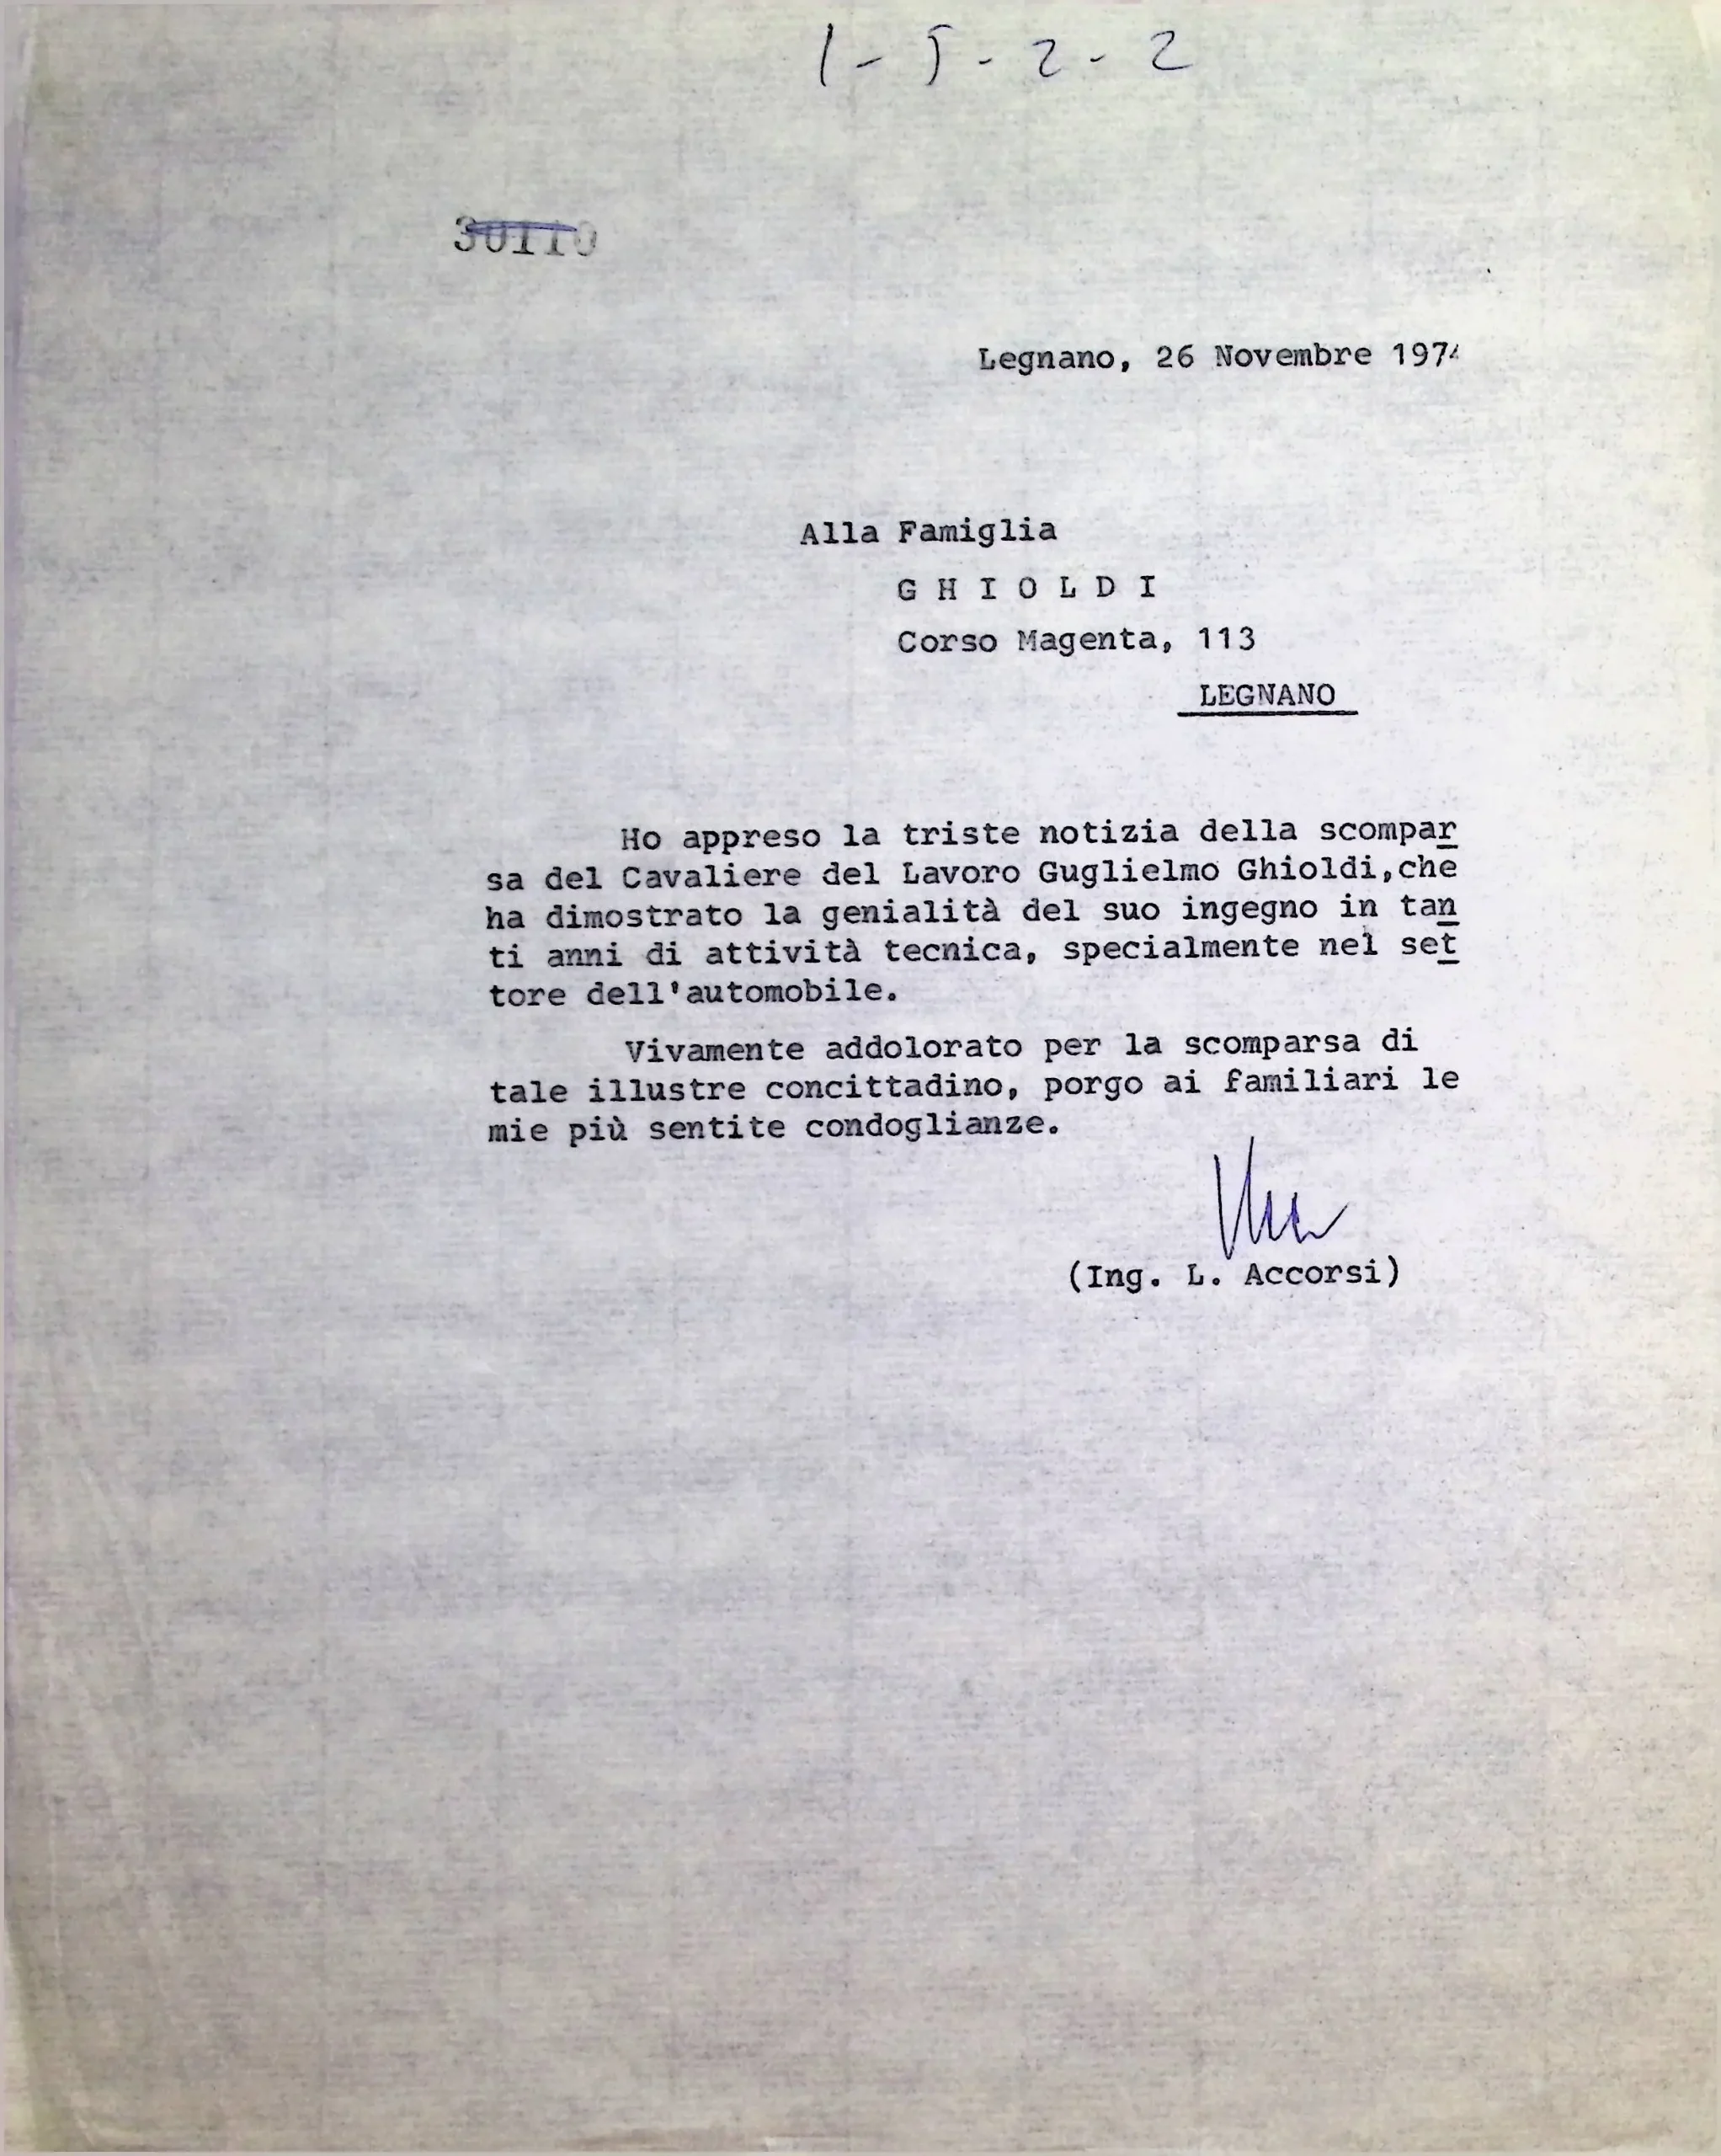 1-5-2-2
30110
Legnano, 26 Novembre 1974
Alla Famiglia
G H I O L D I
Corso Magenta, 113
LEGNANO
Ho appreso la triste notizia della scompar
sa del Cavaliere del Lavoro Guglielmo Ghioldi,che
ha dimostrato la genialità del suo ingegno in tan
ti anni di attività tecnica, specialmente nel set
tore dell'automobile.
Vivamente addolorato per la scomparsa di
tale illustre concittadino, porgo ai familiari le
mie più sentite condoglianze.
(Ing. L. Accorsi)